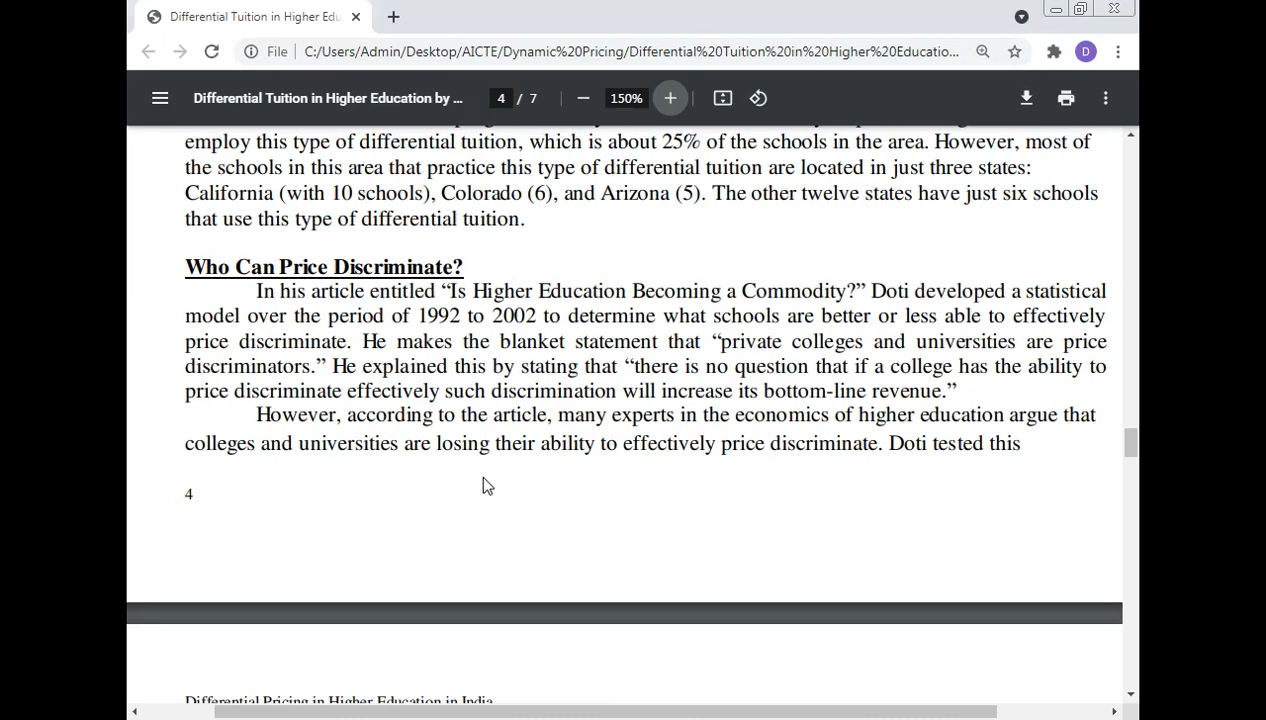 Differential Tuition in Higher Edu
File C:/Users/Admin/Desktop/AICTE/Dynamic%20Pricing/Differential%20Tuition%20in%20Higher%20Educatio...
D
Differential Tuition in Higher Education by ... 4 / 7 150%
employ this type of differential tuition, which is about 25% of the schools in the area. However, most of
the schools in this area that practice this type of differential tuition are located in just three states:
California (with 10 schools), Colorado (6), and Arizona (5). The other twelve states have just six schools
that use this type of differential tuition.
Who Can Price Discriminate?
In his article entitled “Is Higher Education Becoming a Commodity?” Doti developed a statistical
model over the period of 1992 to 2002 to determine what schools are better or less able to effectively
price discriminate. He makes the blanket statement that “private colleges and universities are price
discriminators.” He explained this by stating that “there is no question that if a college has the ability to
price discriminate effectively such discrimination will increase its bottom-line revenue.”
However, according to the article, many experts in the economics of higher education argue that
colleges and universities are losing their ability to effectively price discriminate. Doti tested this
4
Differential Pricing in Higher Education in India